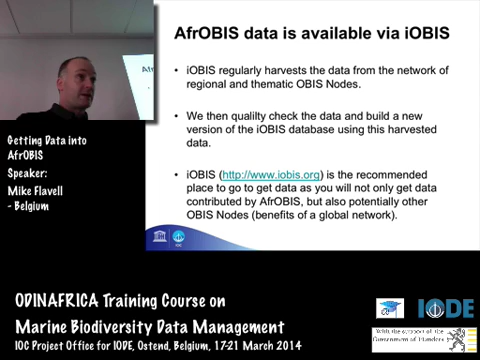 AfrOBIS data is available via iOBIS
• iOBIS regularly harvests the data from the network of
regional and thematic OBIS Nodes.
• We then qualilty check the data and build a new
version of the iOBIS database using this harvested
data.
• iOBIS (http://www.iobis.org) is the recommended
place to go to get data as you will not only get data
contributed by AfrOBIS, but also potentially other
OBIS Nodes (benefits of a global network).
Getting Data into
AfrOBIS
Speaker:
Mike Flavell
- Belgium
ODINAFRICA Training Course on
Marine Biodiversity Data Management
IOC Project Office for IODE, Ostend, Belgium, 17-21 March 2014
IODE
With the support of the
Government of Flanders